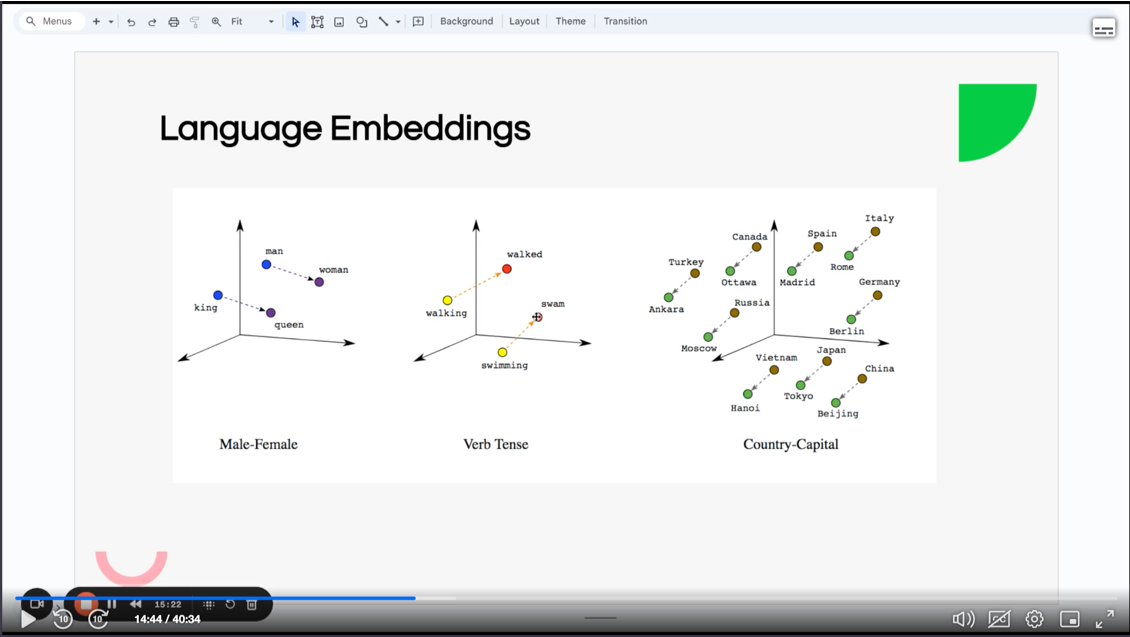 Menus
Fit
Background
Layout
Theme
Transition
Language Embeddings
man
woman
king
queen
Male-Female
walked
walking
swam
swimming
Verb Tense
Italy
Spain
Canada
Rome
Turkey
Ottawa
Madrid
Germany
Ankara
Russia
Berlin
Moscow
Vietnam
Japan
China
Hanoi
Tokyo
Beijing
Country-Capital
15:22
10
10
14:44 / 40:34
CC